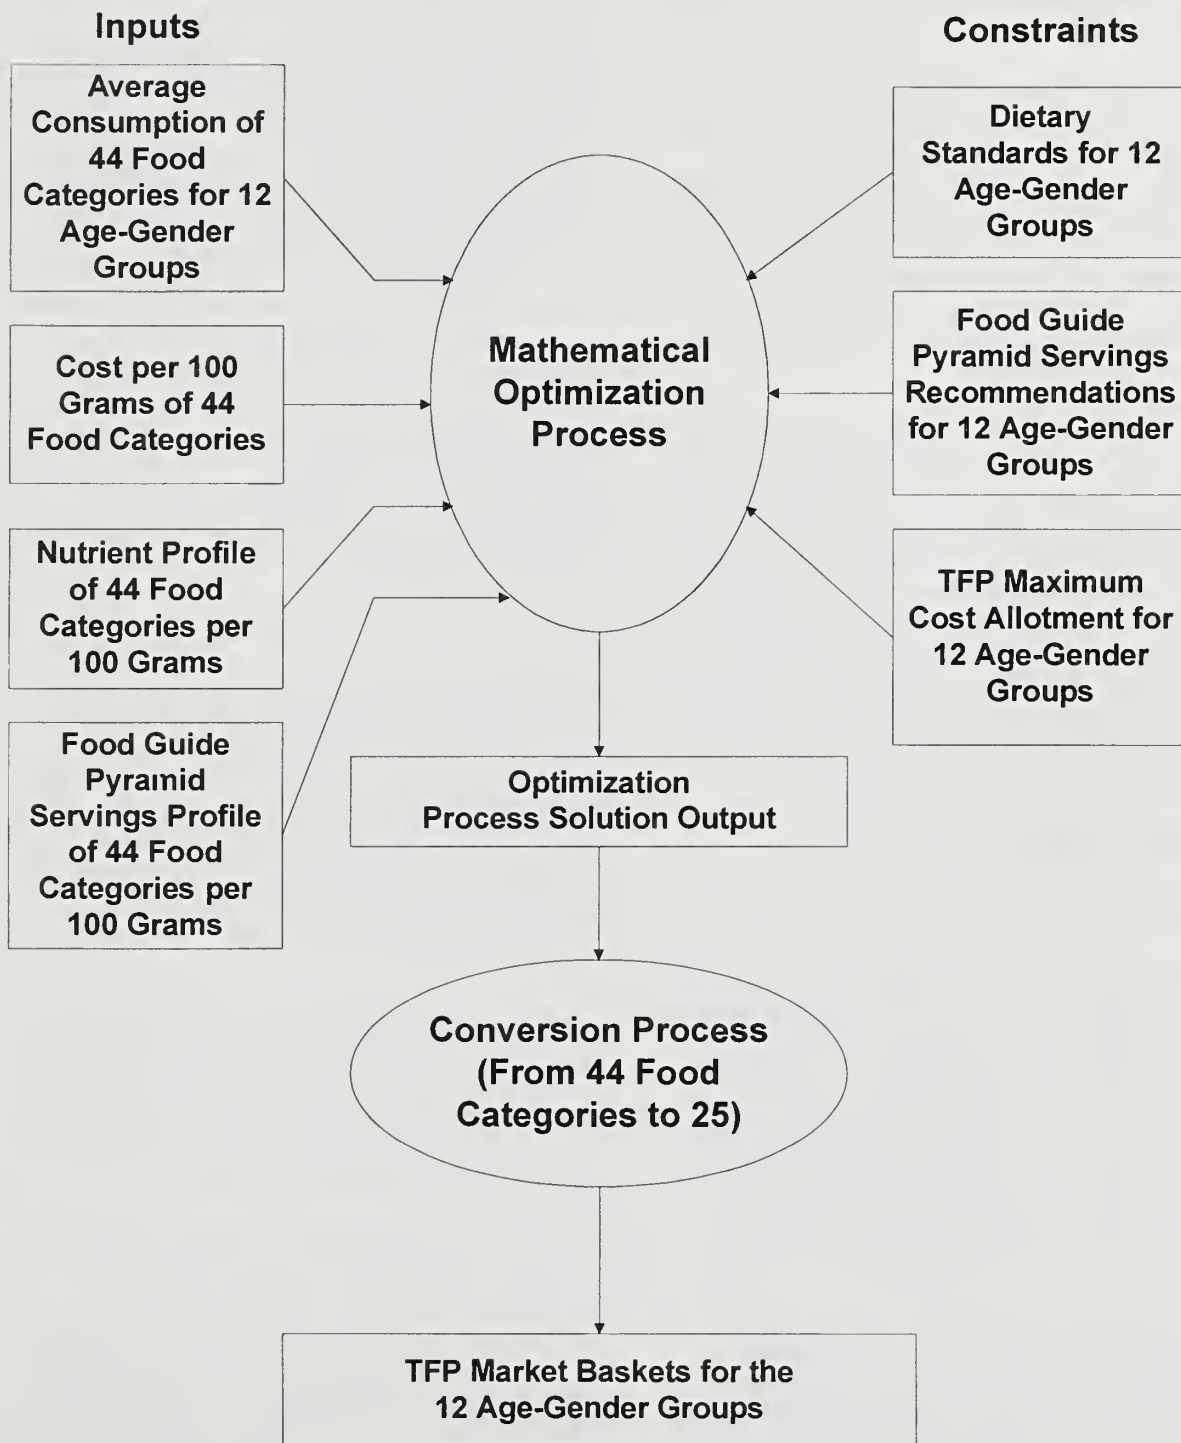 Inputs
Average
Consumption of
44 Food
Categories for 12
Age-Gender
Groups
Cost per 100
Grams of 44
Food Categories
Nutrient Profile
of 44 Food
Categories per
100 Grams
Food Guide
Pyramid
Servings Profile
of 44 Food
Categories per
100 Grams
Constraints
Dietary
Standards for 12
Age-Gender
Groups
Food Guide
Pyramid Servings
Recommendations
for 12 Age-Gender
Groups
TFP Maximum
Cost Allotment for
12 Age-Gender
Groups
Mathematical
Optimization
Process
Optimization
Process Solution Output
Conversion Process
(From 44 Food
Categories to 25)
TFP Market Baskets for the
12 Age-Gender Groups